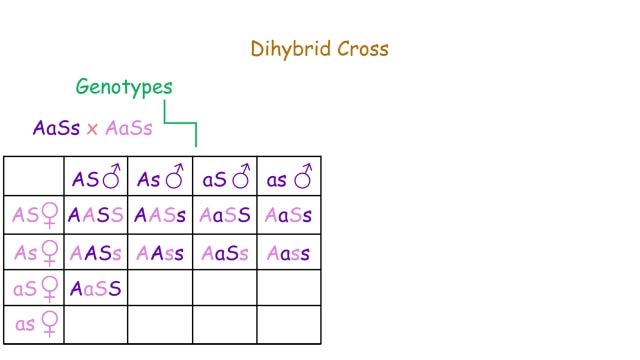 Dihybrid Cross
Genotypes
AaSs x AaSs
AS♂ As♂ aS♂ as♂
AS♀ AASS AASs AaSS AaSs
As♀ AASs AAss AaSs Aass
aS♀ AaSS
as♀